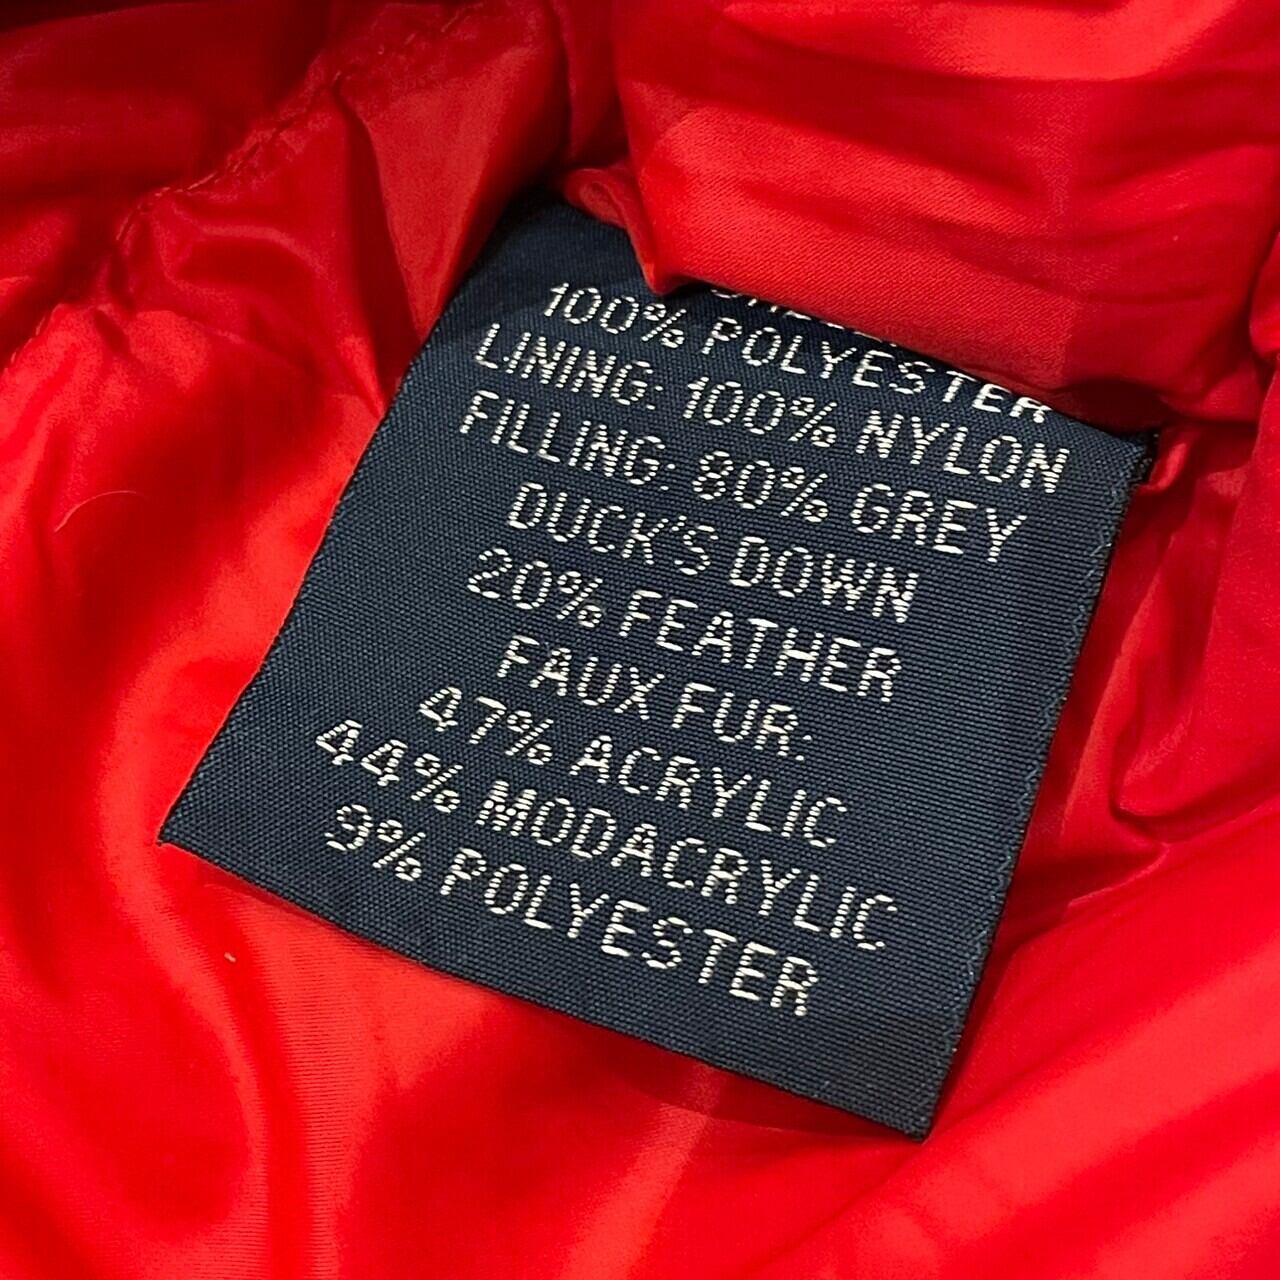 100% POLYESTER
LINING: 100% NYLON
FILLING: 80% GREY
DUCK'S DOWN
20% FEATHER
FAUX FUR:
47% ACRYLIC
44% MODACRYLIC
9% POLYESTER